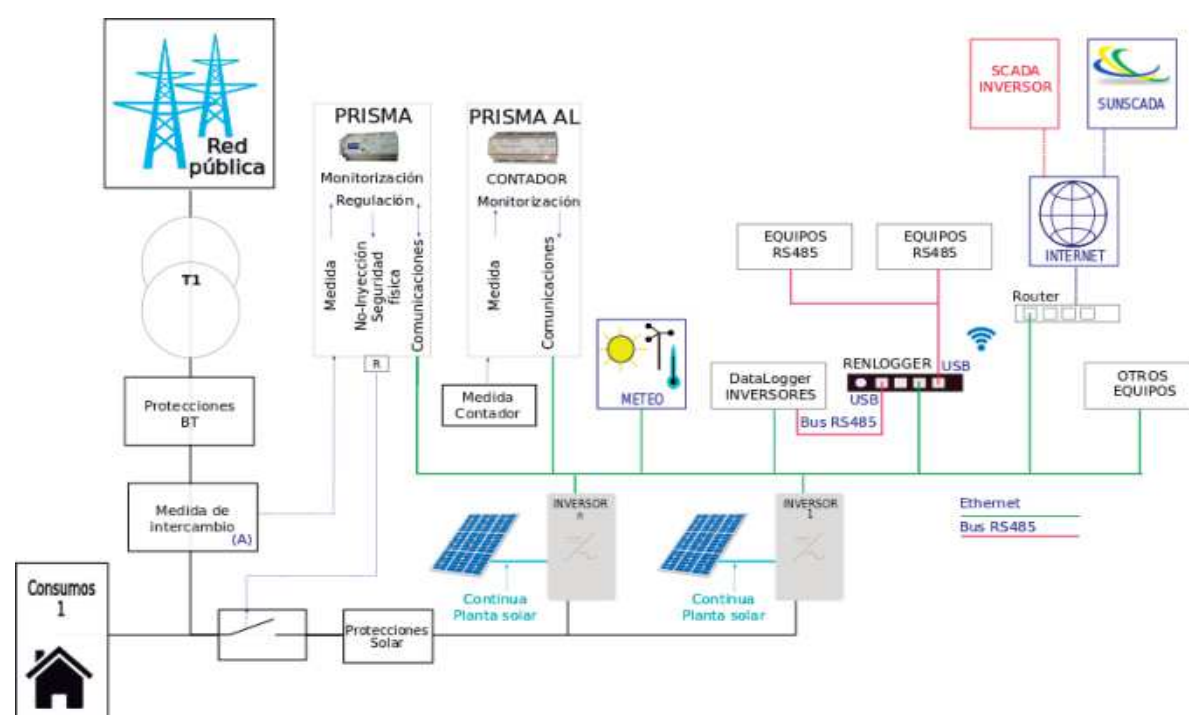 Red
pública
T1
Protecciones
BT
Medida de
intercambio
(A)
Consumos
1
Protecciones
Solar
PRISMA
Monitorización
Regulación
Medida
No-Inyección
Seguridad
física
Comunicaciones
R
PRISMA AL
CONTADOR
Monitorización
Medida
Comunicaciones
Medida
Contador
METEO
DataLogger
INVERSORES
Bus RS485
EQUIPOS
RS485
EQUIPOS
RS485
RENLOGGER
USB
USB
SCADA
INVERSOR
SUNSCADA
INTERNET
Router
OTROS
EQUIPOS
INVERSOR
n
INVERSOR
1
Continua
Planta solar
Continua
Planta solar
Ethernet
Bus RS485